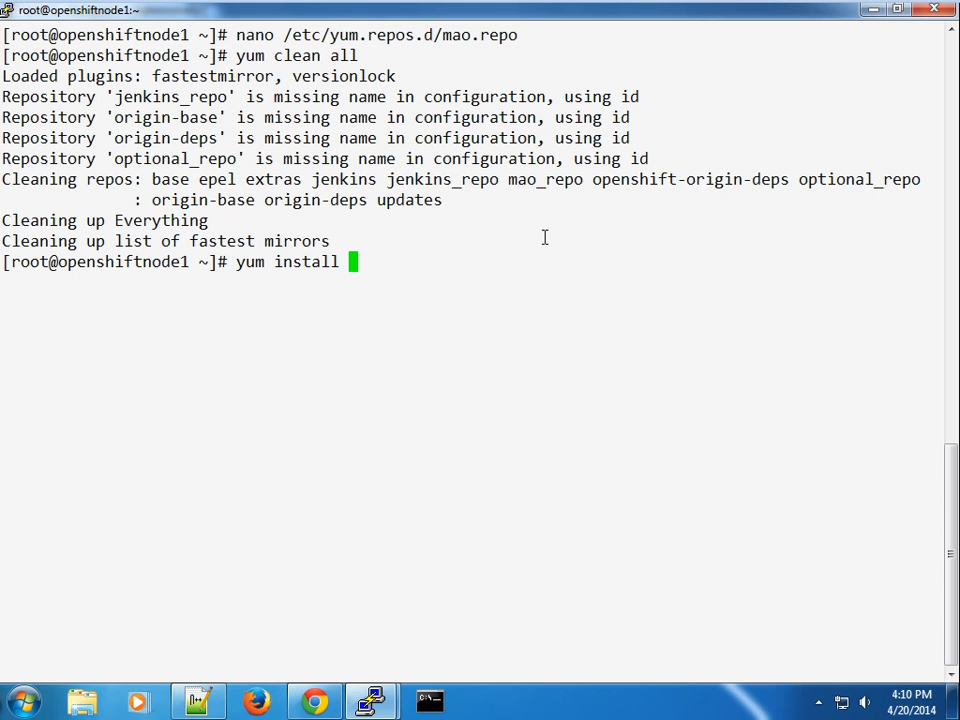 root@openshiftnode1:~
[root@openshiftnode1 ~]# nano /etc/yum.repos.d/mao.repo
[root@openshiftnode1 ~]# yum clean all
Loaded plugins: fastestmirror, versionlock
Repository 'jenkins_repo' is missing name in configuration, using id
Repository 'origin-base' is missing name in configuration, using id
Repository 'origin-deps' is missing name in configuration, using id
Repository 'optional_repo' is missing name in configuration, using id
Cleaning repos: base epel extras jenkins jenkins_repo mao_repo openshift-origin-deps optional_repo
: origin-base origin-deps updates
Cleaning up Everything
Cleaning up list of fastest mirrors
[root@openshiftnode1 ~]# yum install
4:10 PM
4/20/2014